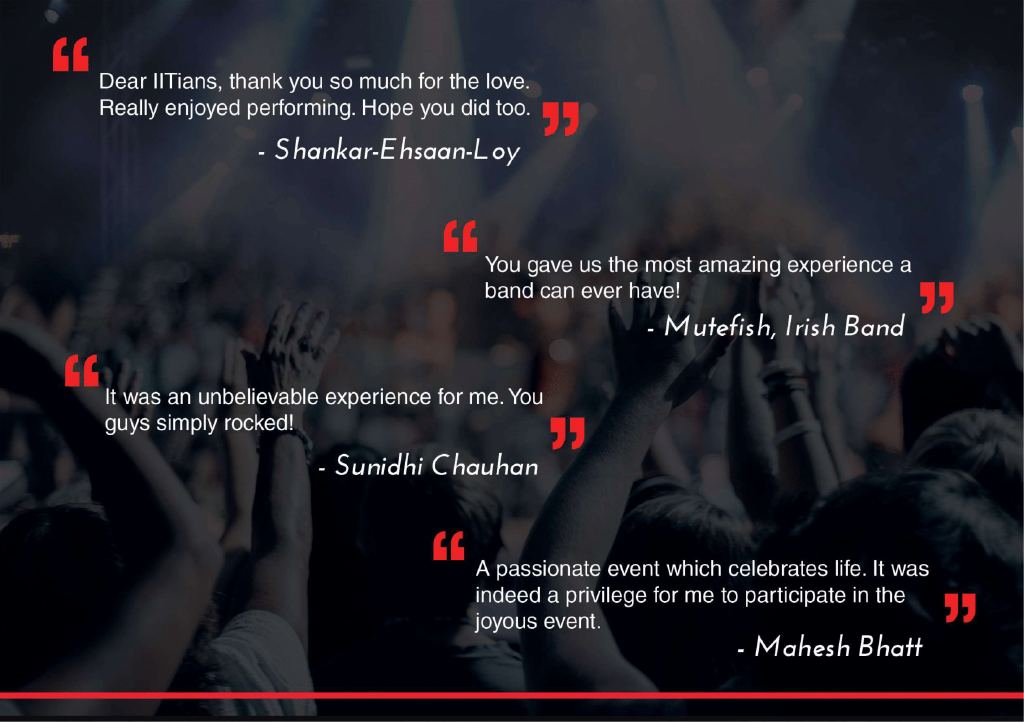 Dear IITians, thank you so much for the love.
Really enjoyed performing. Hope you did too.
- Shankar-Ehsaan-Loy
You gave us the most amazing experience a
band can ever have!
- Mutefish, Irish Band
It was an unbelievable experience for me. You
guys simply rocked!
- Sunidhi Chauhan
A passionate event which celebrates life. It was
indeed a privilege for me to participate in the
joyous event.
- Mahesh Bhatt